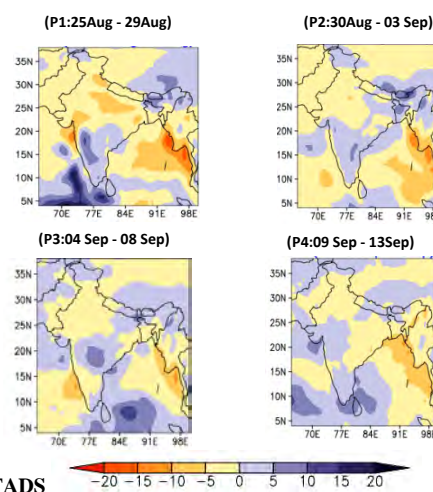 (P1:25Aug - 29Aug)
(P2:30Aug - 03 Sep)
35N
30N
25N
20N
15N
10N
5N
70E 77E 84E 91E 98E
35N
30N
25N
20N
15N
10N
5N
70E 77E 84E 91E 98
(P3:04 Sep - 08 Sep)
(P4:09 Sep - 13Sep)
35N
30N
25N
20N
15N
10N
5N
70E 77E 84E 91E 98E
35N
30N
25N
20N
15N
10N
5N
70E 77E 84E 91E 98
TADS
-20 -15 -10 -5 0 5 10 15 20